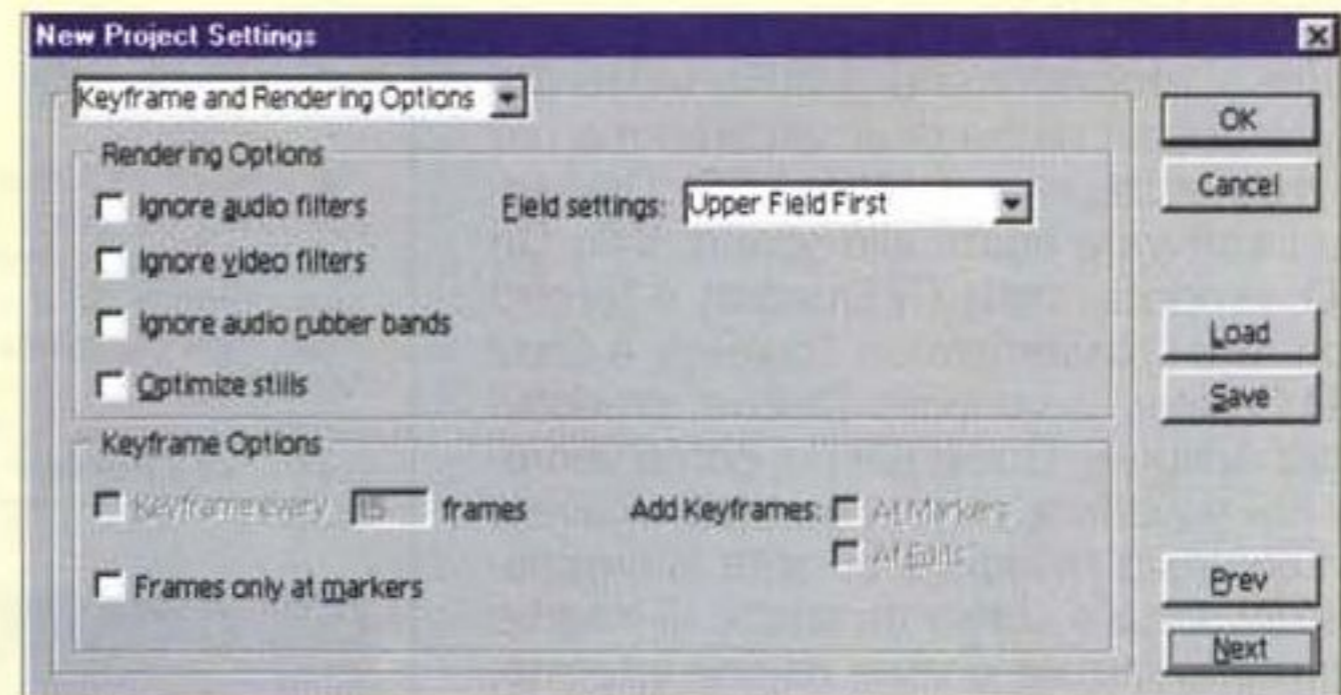 New Project Settings
Keyframe and Rendering Options
OK
Cancel
Rendering Options
Ignore audio filters
Field settings: Upper Field First
Ignore video filters
Ignore audio rubber bands
Optimize stills
Load
Save
Keyframe Options
Keyframe every 15 frames
Add Keyframes: At Markers
At Edits
Frames only at markers
Prev
Next